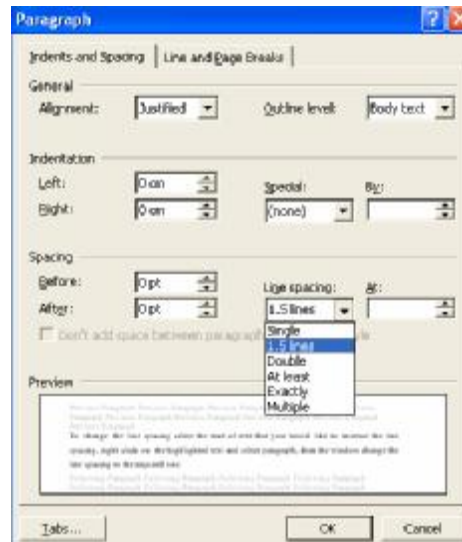 Paragraph
Indents and Spacing Line and Page Breaks
General
Alignment: Justified Outline level: Body text
Indentation
Left: 0 cm Special: By:
Right: 0 cm (none)
Spacing
Before: 0 pt Line spacing: At:
After: 0 pt 1.5 lines
Don't add space between paragraphs style
Single
1.5 lines
Double
At least
Exactly
Multiple
Preview
To change the line spacing select the text of text that you would like to increase the line
spacing, right click on the highlighted text and select paragraph, then the window change the
line spacing to the required size
Tabs... OK Cancel